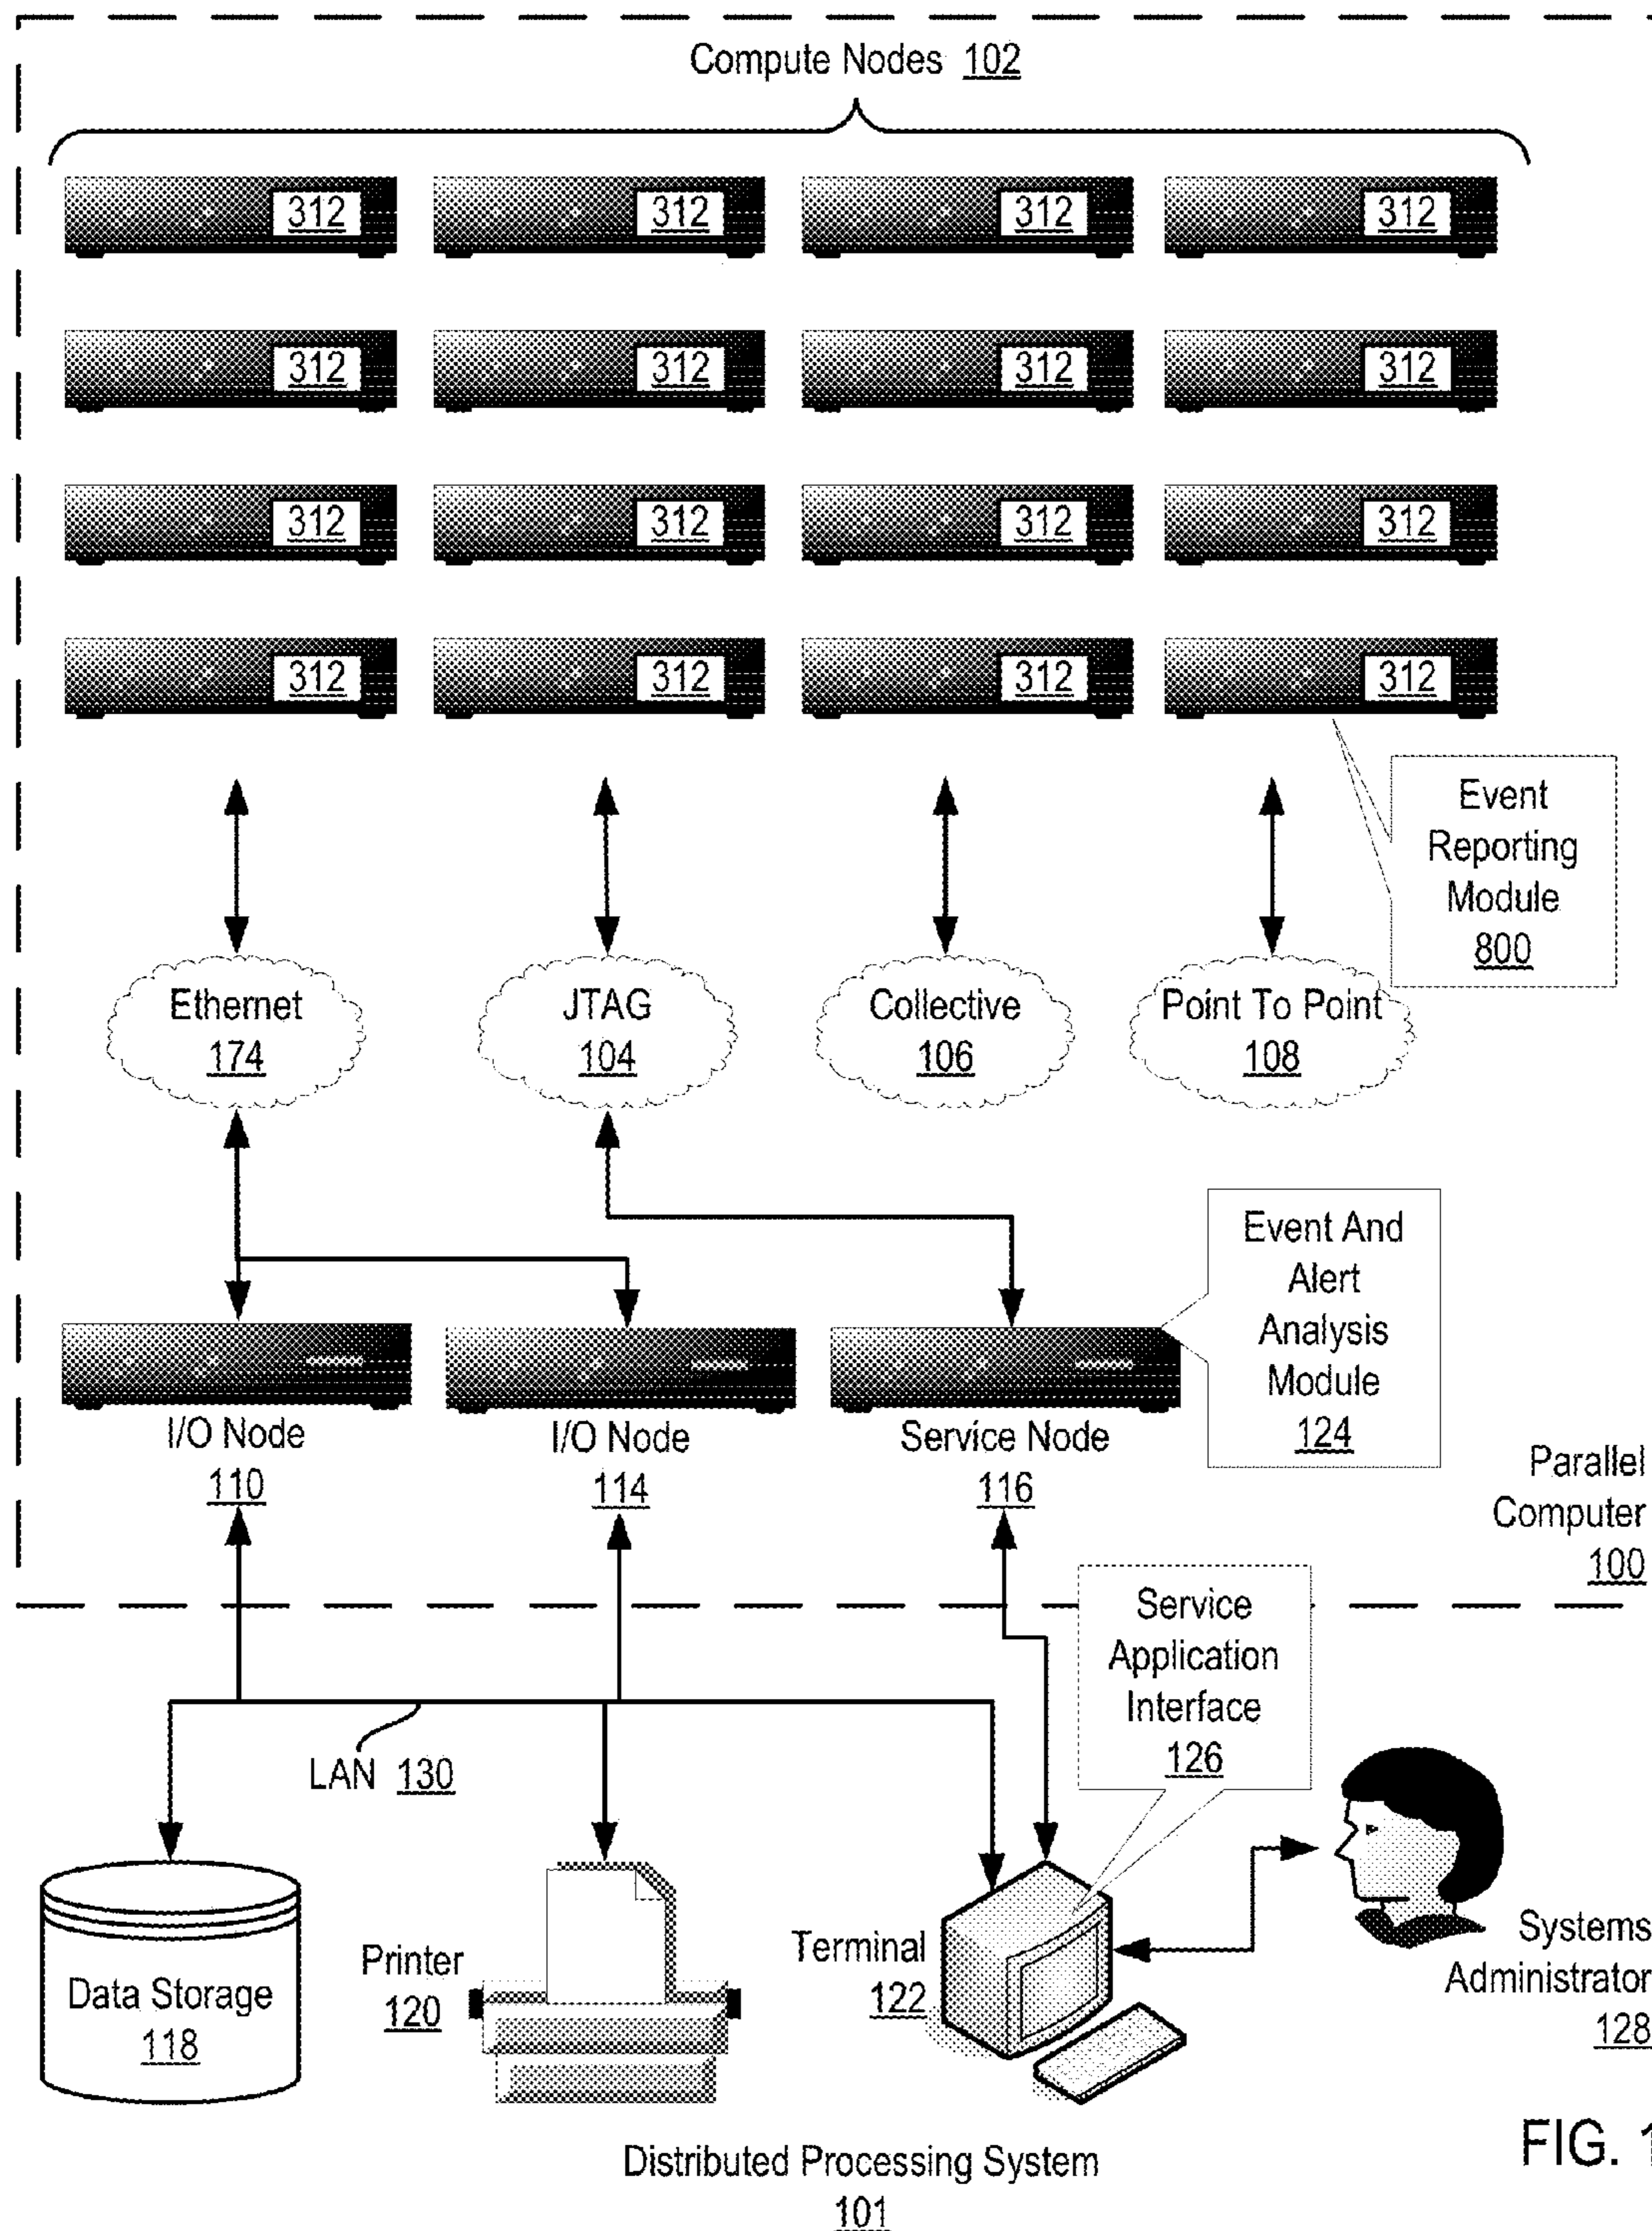 Compute Nodes 102
312 312 312 312
312 312 312 312
312 312 312 312
312 312 312 312
Event
Reporting
Module
800
Ethernet
174
JTAG
104
Collective
106
Point To Point
108
Event And
Alert
Analysis
Module
124
I/O Node
110
I/O Node
114
Service Node
116
Parallel
Computer
100
Service
Application
Interface
126
LAN 130
Data Storage
118
Printer
120
Terminal
122
Systems
Administrator
128
Distributed Processing System
101
FIG. 1